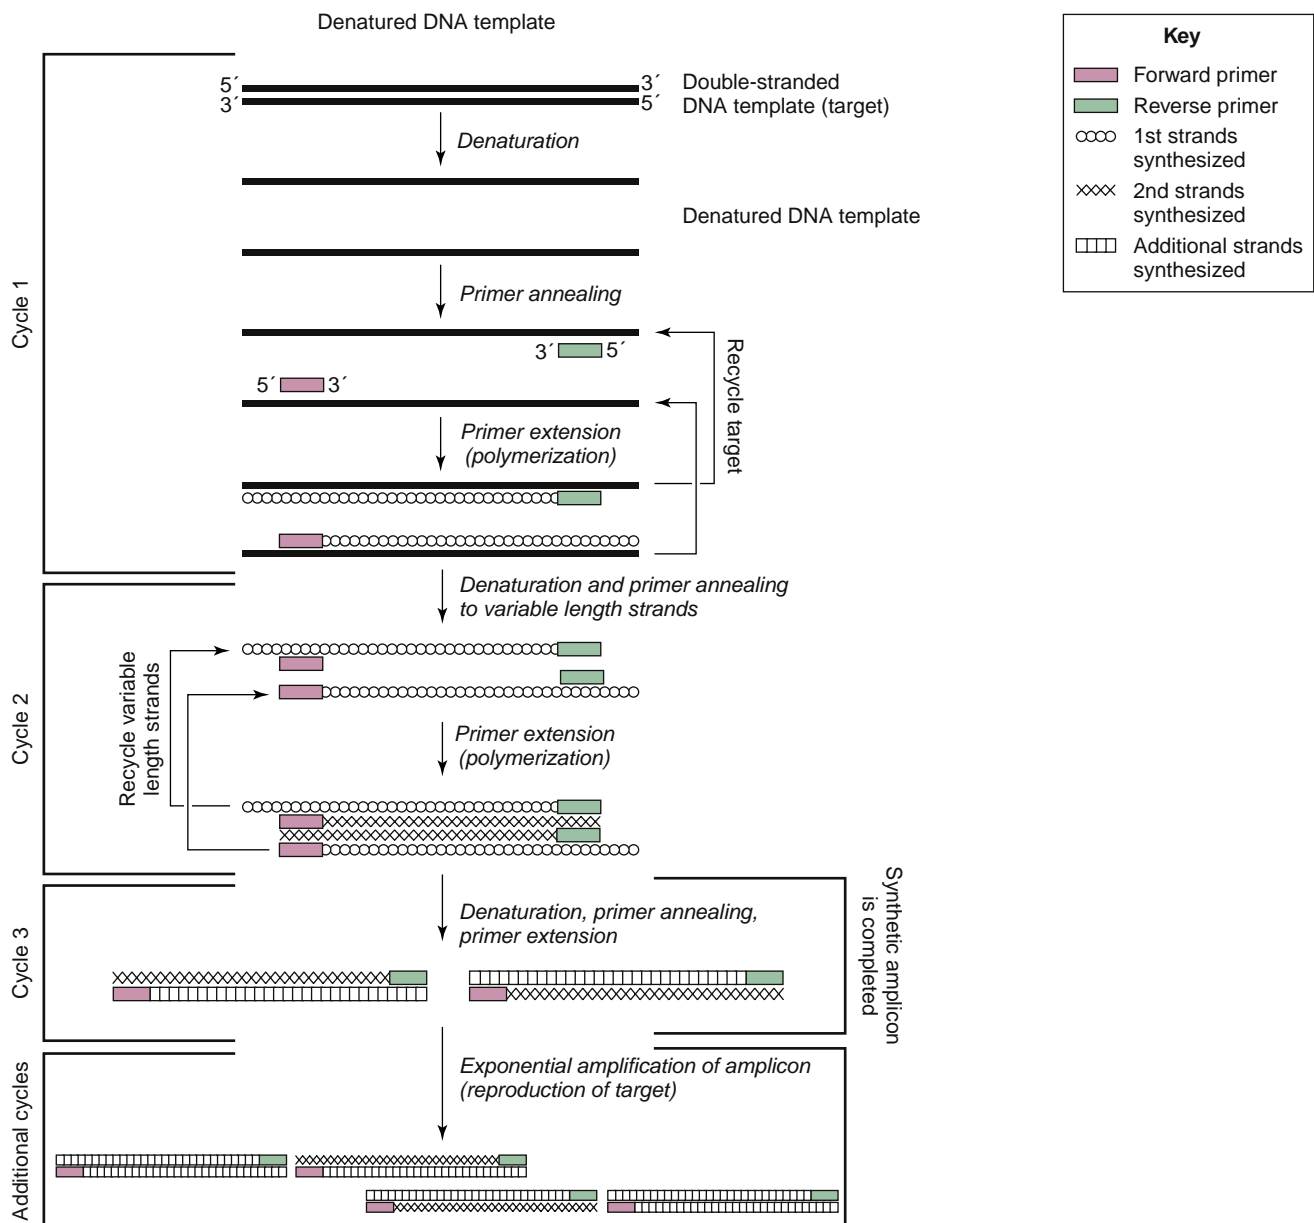 Denatured DNA template
Key
Forward primer
Reverse primer
1st strands
synthesized
2nd strands
synthesized
Additional strands
synthesized
Cycle 1
5´ 3´
3´ 5´
Double-stranded
DNA template (target)
Denaturation
Denatured DNA template
Primer annealing
3´ 5´
5´ 3´
Recycle target
Primer extension
(polymerization)
Cycle 2
Denaturation and primer annealing
to variable length strands
Recycle variable
length strands
Primer extension
(polymerization)
Cycle 3
Denaturation, primer annealing,
primer extension
Synthetic amplicon
is completed
Additional cycles
Exponential amplification of amplicon
(reproduction of target)